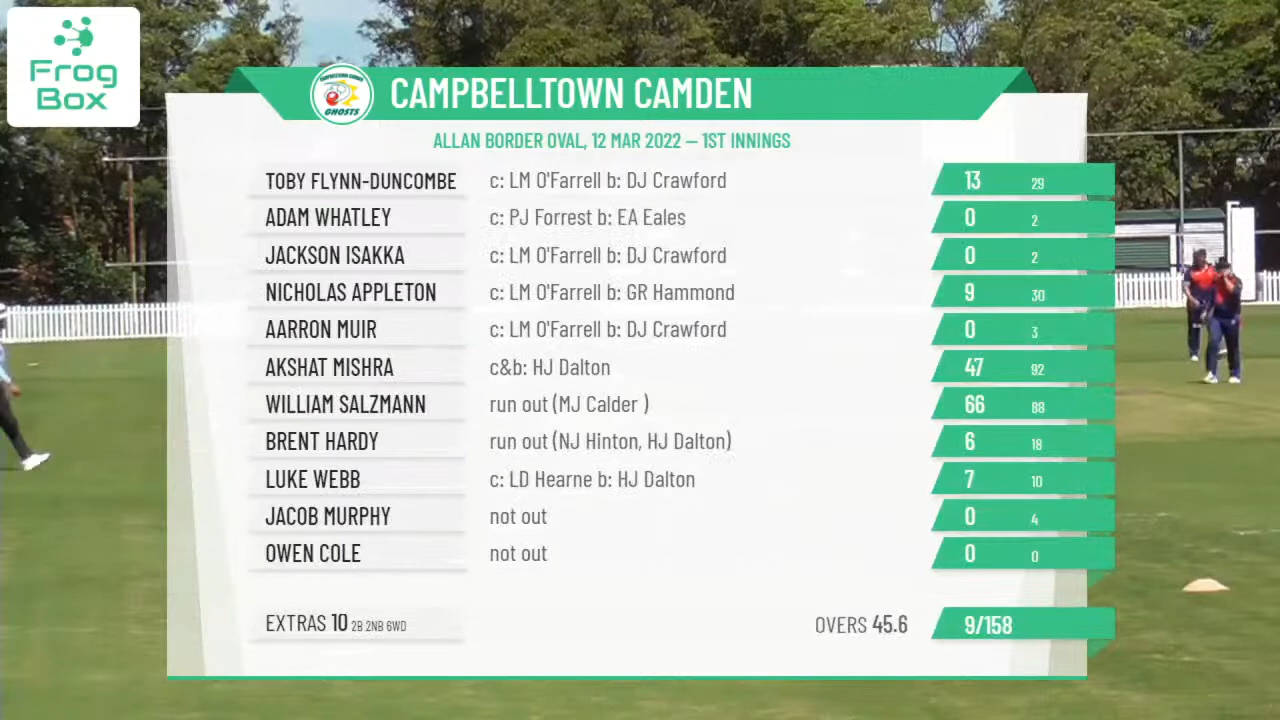 Frog
Box
CAMPBELLTOWN CAMDEN
GHOSTS
ALLAN BORDER OVAL, 12 MAR 2022 – 1ST INNINGS
TOBY FLYNN-DUNCOMBE c: LM O'Farrell b: DJ Crawford 13 29
ADAM WHATLEY c: PJ Forrest b: EA Eales 0 2
JACKSON ISAKKA c: LM O'Farrell b: DJ Crawford 0 2
NICHOLAS APPLETON c: LM O'Farrell b: GR Hammond 9 30
AARRON MUIR c: LM O'Farrell b: DJ Crawford 0 3
AKSHAT MISHRA c&b: HJ Dalton 47 92
WILLIAM SALZMANN run out (MJ Calder ) 66 88
BRENT HARDY run out (NJ Hinton, HJ Dalton) 6 18
LUKE WEBB c: LD Hearne b: HJ Dalton 7 10
JACOB MURPHY not out 0 4
OWEN COLE not out 0 0
EXTRAS 10 2B 2NB 6WD OVERS 45.6 9/158